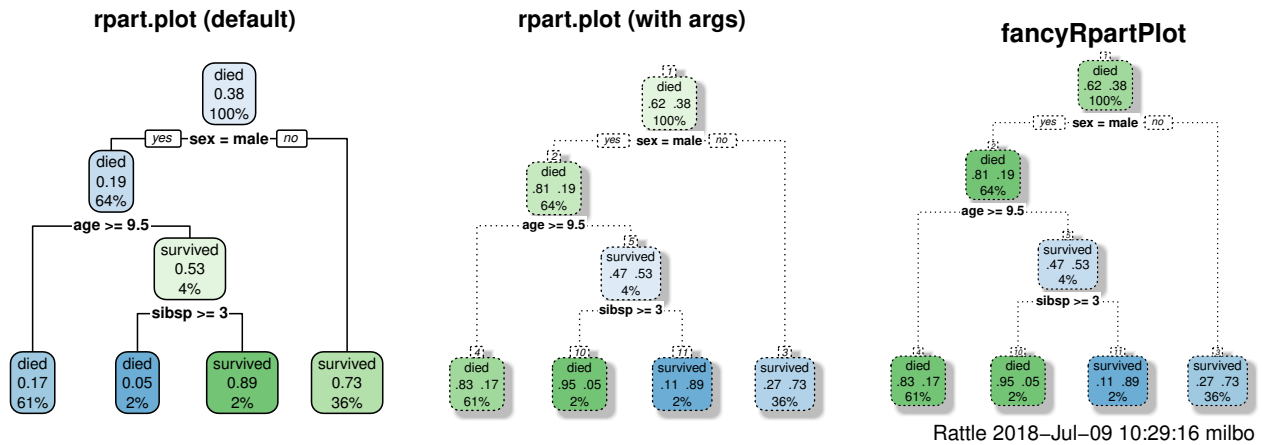 rpart.plot (default)
died
0.38
100%
yes sex = male no
died
0.19
64%
age >= 9.5
survived
0.53
4%
sibsp >= 3
died
0.17
61%
died
0.05
2%
survived
0.89
2%
survived
0.73
36%
rpart.plot (with args)
1
died
.62 .38
100%
yes sex = male no
2
died
.81 .19
64%
age >= 9.5
5
survived
.47 .53
4%
sibsp >= 3
4
died
.83 .17
61%
10
died
.95 .05
2%
11
survived
.11 .89
2%
3
survived
.27 .73
36%
fancyRpartPlot
1
died
.62 .38
100%
yes sex = male no
2
died
.81 .19
64%
age >= 9.5
5
survived
.47 .53
4%
sibsp >= 3
4
died
.83 .17
61%
10
died
.95 .05
2%
11
survived
.11 .89
2%
3
survived
.27 .73
36%
Rattle 2018−Jul−09 10:29:16 milbo